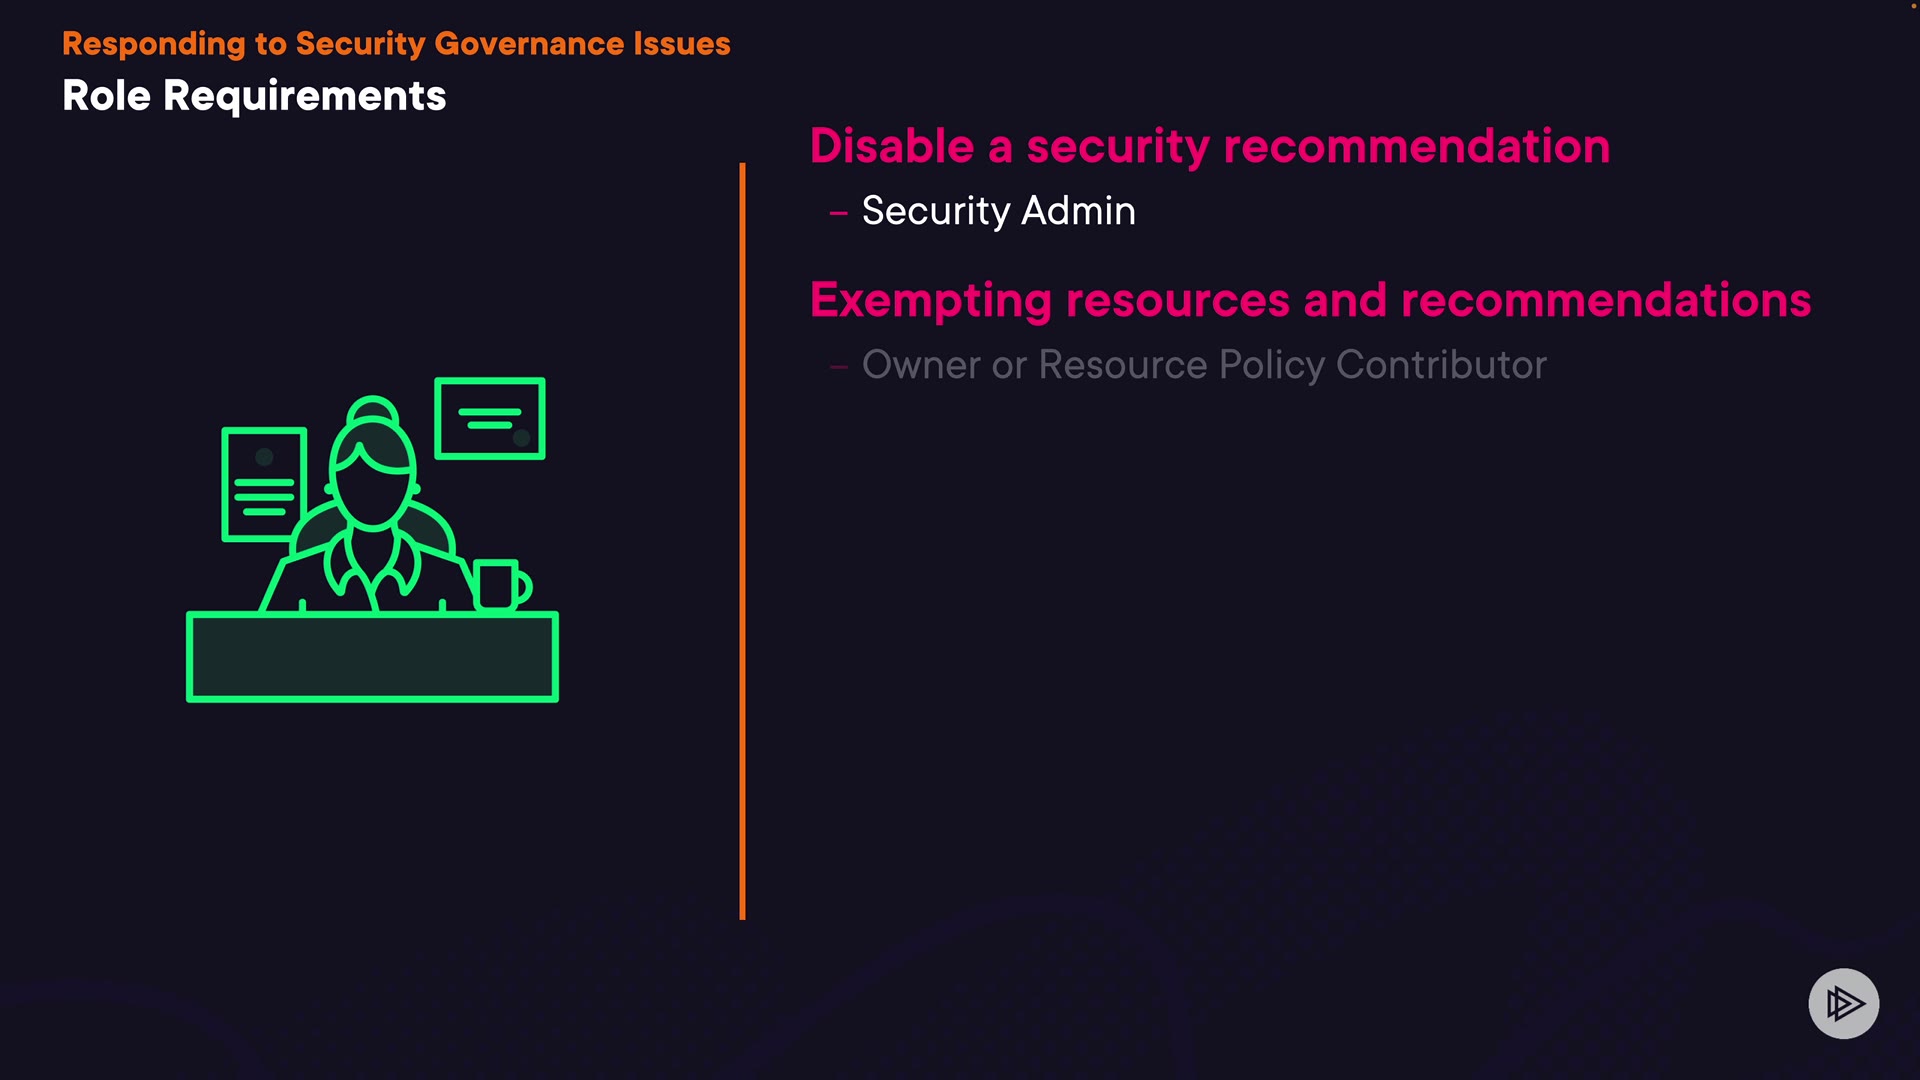 Responding to Security Governance Issues
Role Requirements
Disable a security recommendation
– Security Admin
Exempting resources and recommendations
– Owner or Resource Policy Contributor